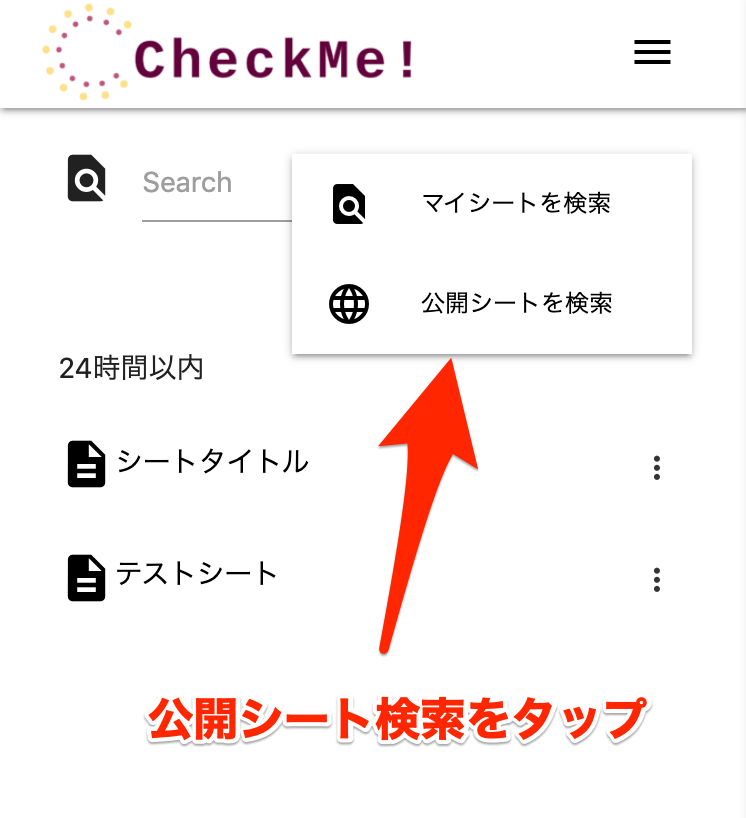 CheckMe!
Search
マイシートを検索
公開シートを検索
24時間以内
シートタイトル
テストシート
公開シート検索をタップ